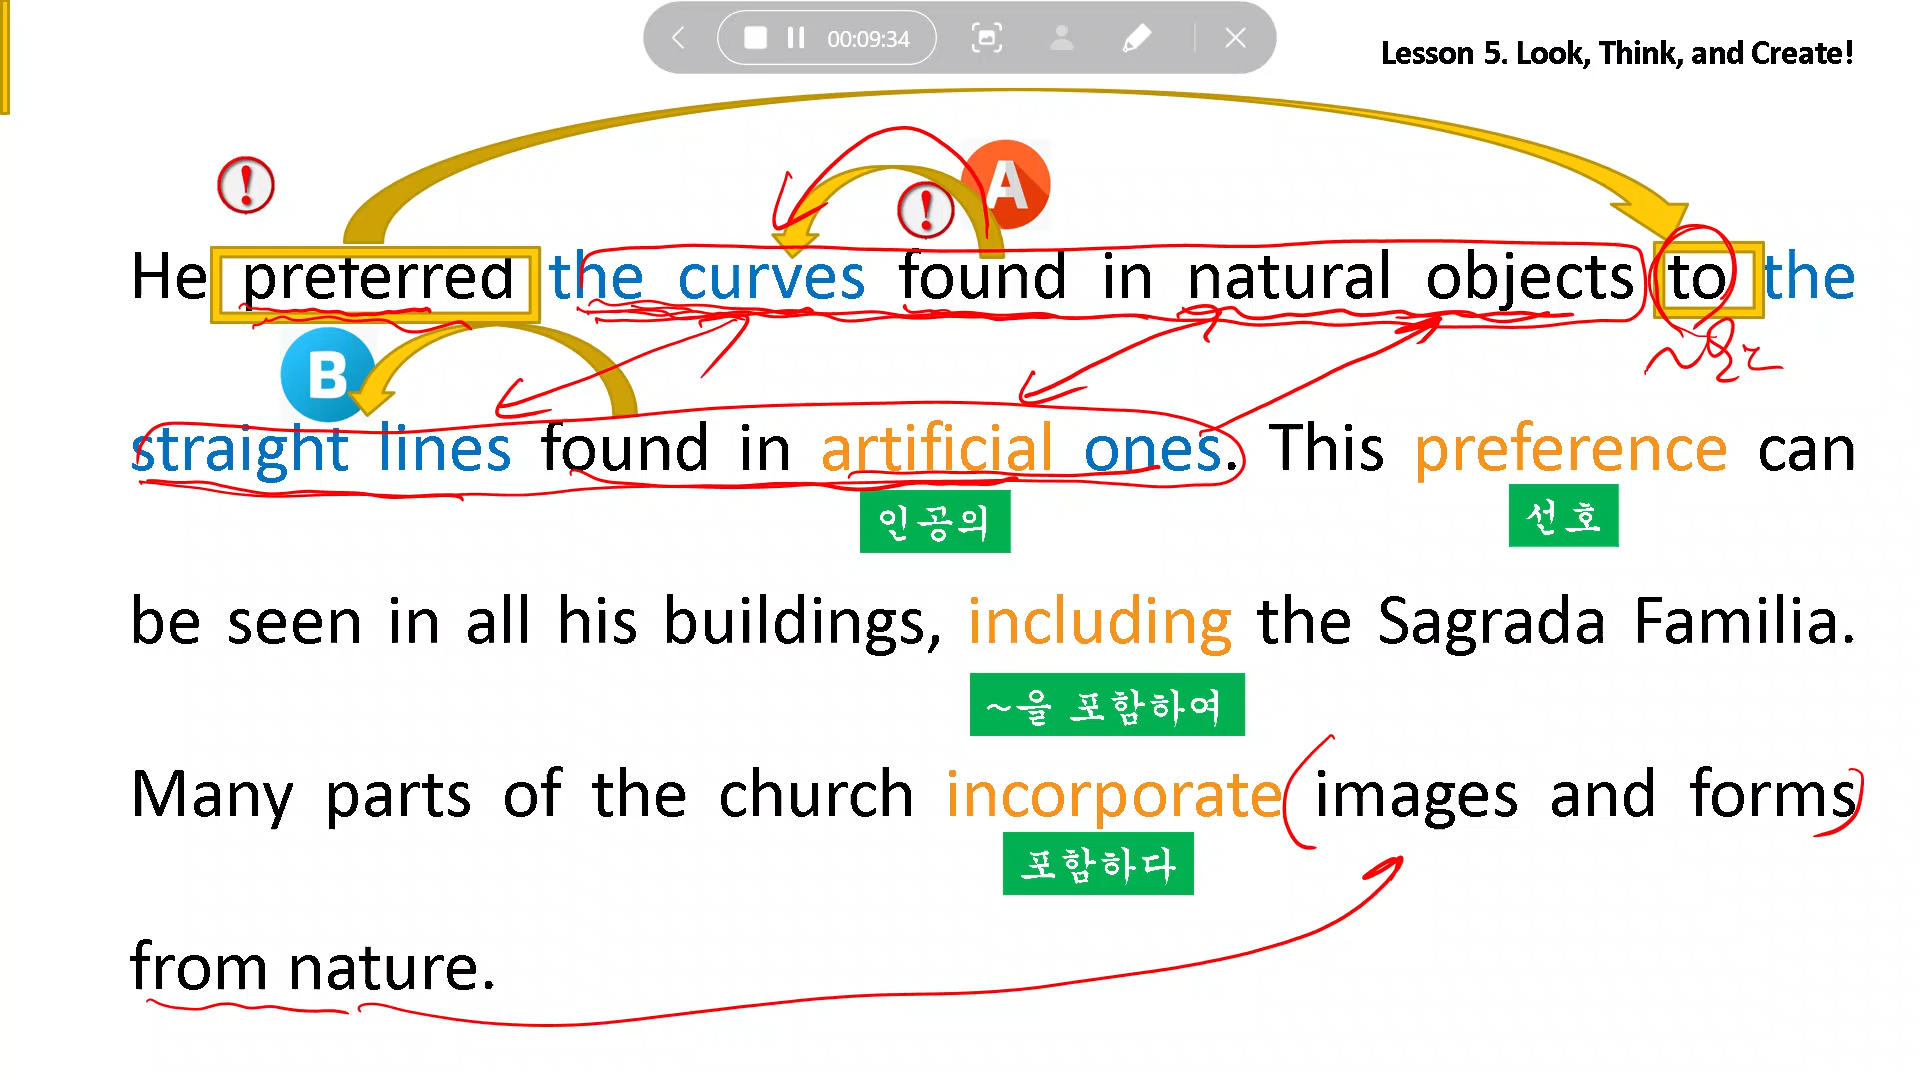 00:09:34
Lesson 5. Look, Think, and Create!
A
He preferred the curves found in natural objects to the
~보다
B
straight lines found in artificial ones. This preference can
인공의
선호
be seen in all his buildings, including the Sagrada Familia.
~을 포함하여
Many parts of the church incorporate images and forms
포함하다
from nature.